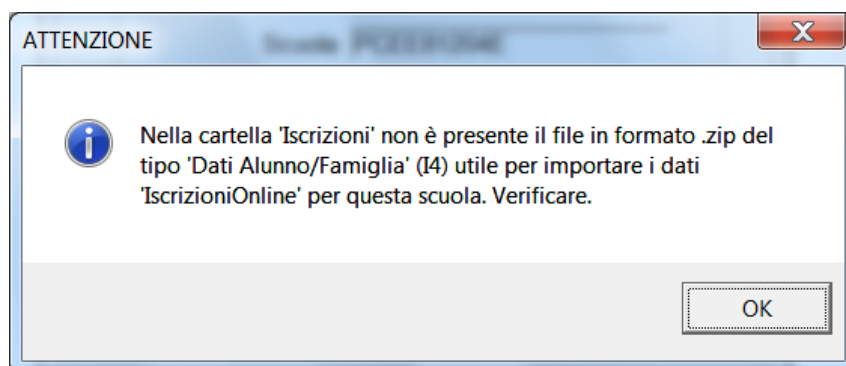 ATTENZIONE
Scuola
Nella cartella 'Iscrizioni' non è presente il file in formato .zip del
tipo 'Dati Alunno/Famiglia' (I4) utile per importare i dati
'IscrizioniOnline' per questa scuola. Verificare.
OK